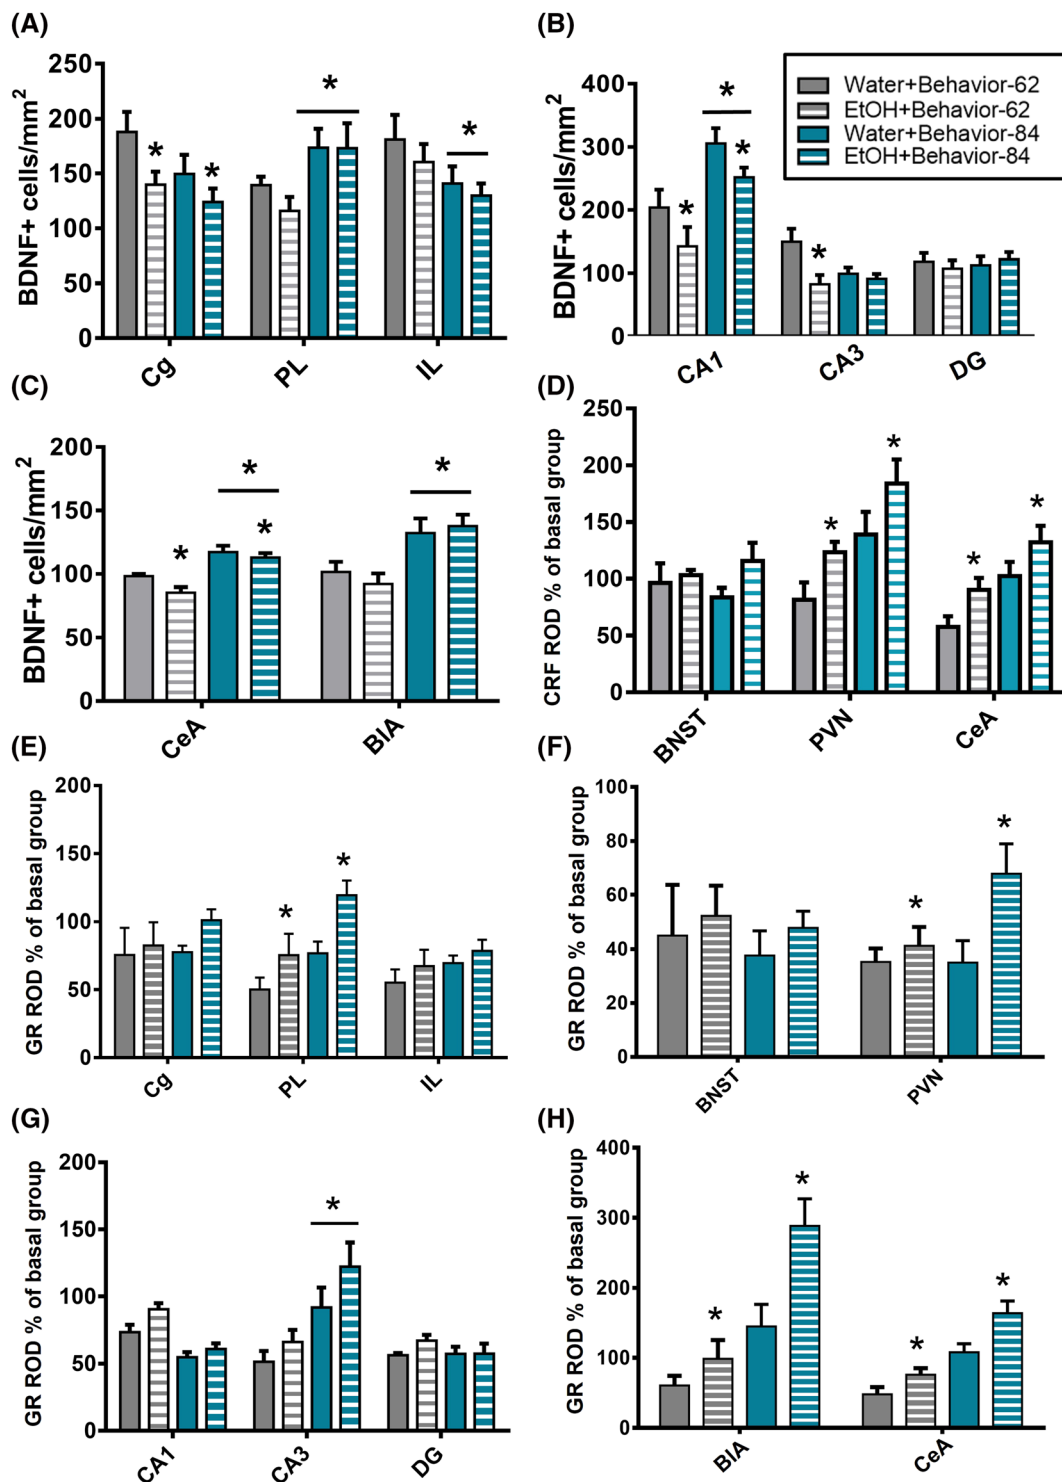 (A)
BDNF+ cells/mm2
250
200
150
100
50
0
*
*
*
*
Cg
PL
IL
(B)
BDNF+ cells/mm2
400
300
200
100
0
*
*
*
*
CA1
CA3
DG
Water+Behavior-62
EtOH+Behavior-62
Water+Behavior-84
EtOH+Behavior-84
(C)
BDNF+ cells/mm2
200
150
100
50
0
*
*
*
*
CeA
BIA
(D)
CRF ROD % of basal group
250
200
150
100
50
0
*
*
*
*
BNST
PVN
CeA
(E)
GR ROD % of basal group
200
150
100
50
0
*
*
Cg
PL
IL
(F)
GR ROD % of basal group
100
80
60
40
20
0
*
*
BNST
PVN
(G)
GR ROD % of basal group
200
150
100
50
0
*
CA1
CA3
DG
(H)
GR ROD % of basal group
400
300
200
100
0
*
*
*
*
BIA
CeA